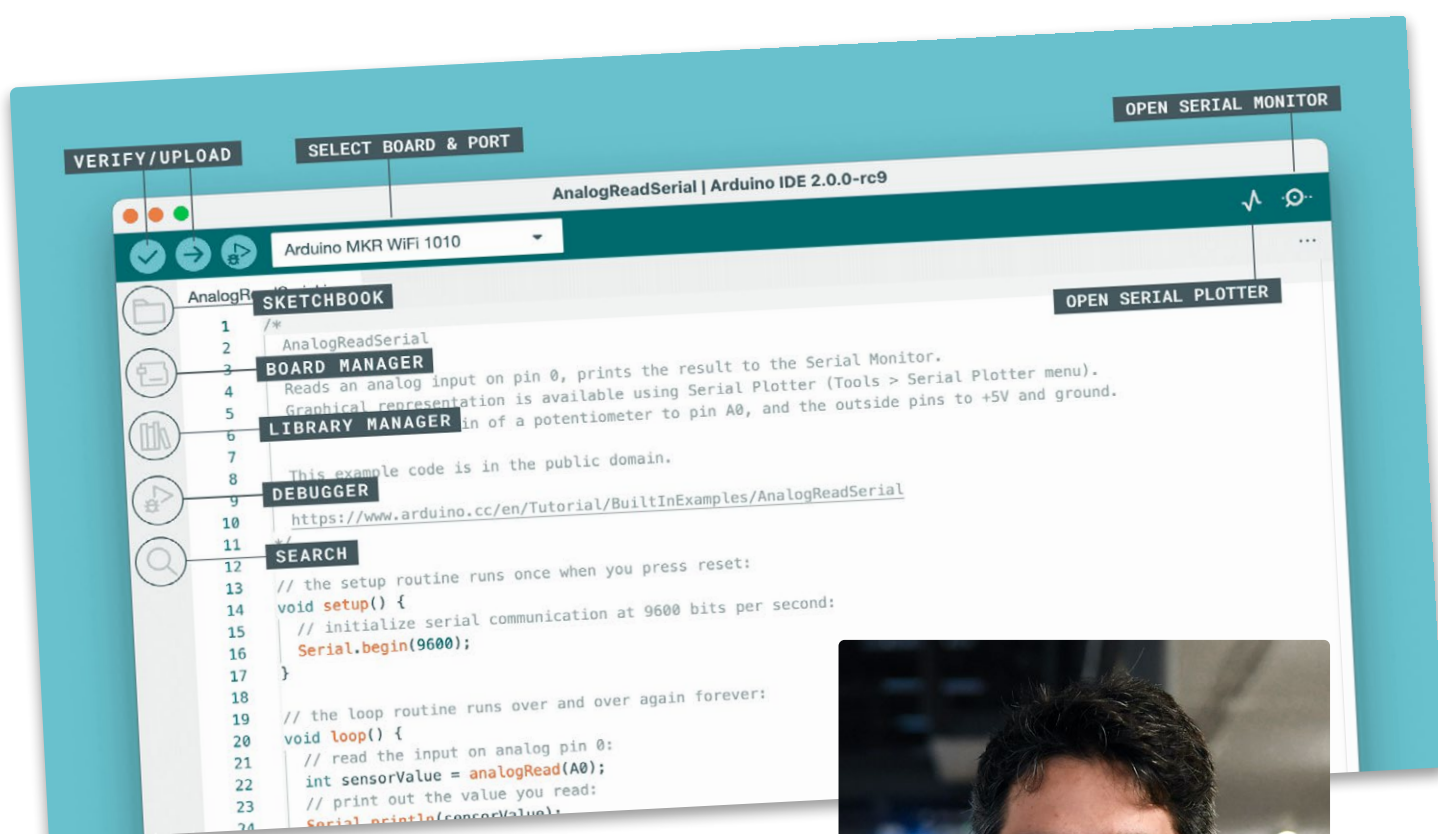 OPEN SERIAL MONITOR
VERIFY/UPLOAD
SELECT BOARD & PORT
AnalogReadSerial | Arduino IDE 2.0.0-rc9
Arduino MKR WiFi 1010
...
AnalogR
SKETCHBOOK
OPEN SERIAL PLOTTER
1 /*
2 AnalogReadSerial
3
BOARD MANAGER
4 Reads an analog input on pin 0, prints the result to the Serial Monitor.
5 Graphical representation is available using Serial Plotter (Tools > Serial Plotter menu).
6 in of a potentiometer to pin A0, and the outside pins to +5V and ground.
LIBRARY MANAGER
7
8 This example code is in the public domain.
9
DEBUGGER
10 https://www.arduino.cc/en/Tutorial/BuiltInExamples/AnalogReadSerial
11 */
SEARCH
12
13 // the setup routine runs once when you press reset:
14 void setup() {
15 // initialize serial communication at 9600 bits per second:
16 Serial.begin(9600);
17 }
18
19 // the loop routine runs over and over again forever:
20 void loop() {
21 // read the input on analog pin 0:
22 int sensorValue = analogRead(A0);
23 // print out the value you read:
24 Serial.println(sensorValue);